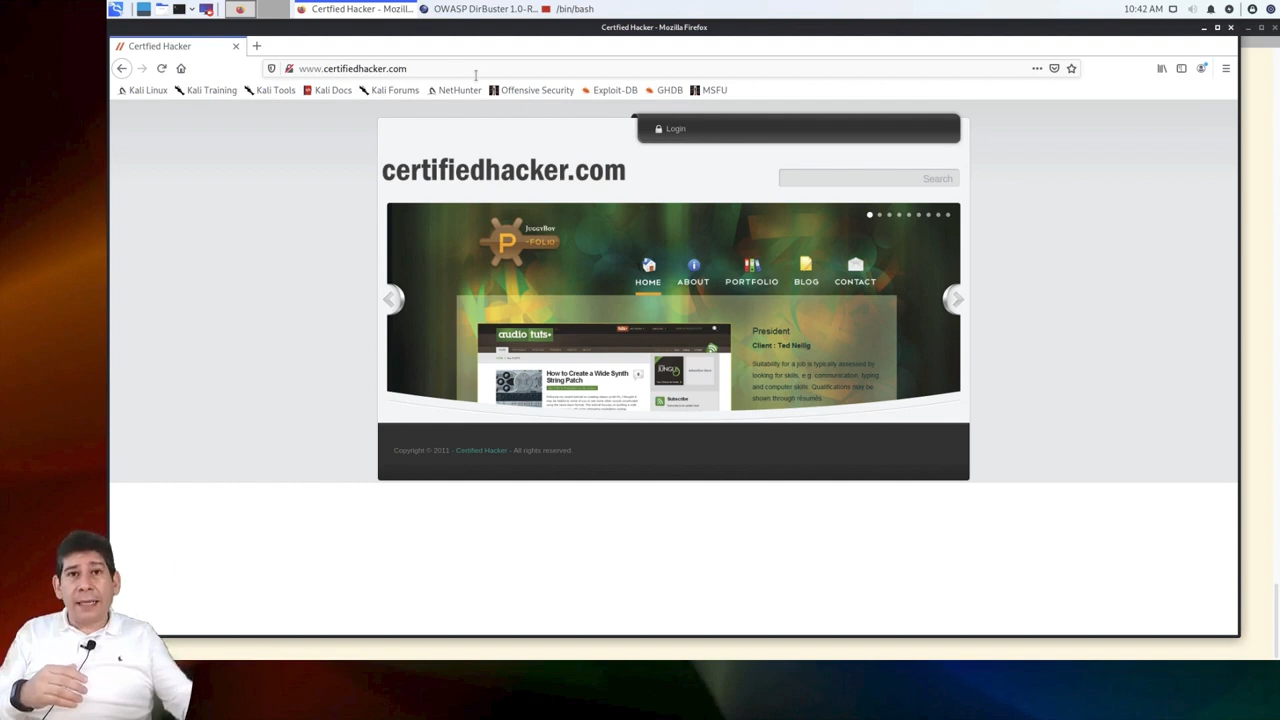 Certfied Hacker - Mozill...
OWASP DirBuster 1.0-R...
/bin/bash
10:42 AM
Certfied Hacker - Mozilla Firefox
Certfied Hacker
www.certifiedhacker.com
Kali Linux
Kali Training
Kali Tools
Kali Docs
Kali Forums
NetHunter
Offensive Security
Exploit-DB
GHDB
MSFU
Login
certifiedhacker.com
Search
JUGGYBOY
P
-FOLIO
HOME
ABOUT
PORTFOLIO
BLOG
CONTACT
audio tuts+
How to Create a Wide Synth
String Patch
Subscribe
President
Client : Ted Nellig
Suitability for a job is typically assessed by
looking for skills, e.g. communication, typing,
and computer skills. Qualifications may be
shown through résumés.
Copyright © 2011 - Certified Hacker - All rights reserved.